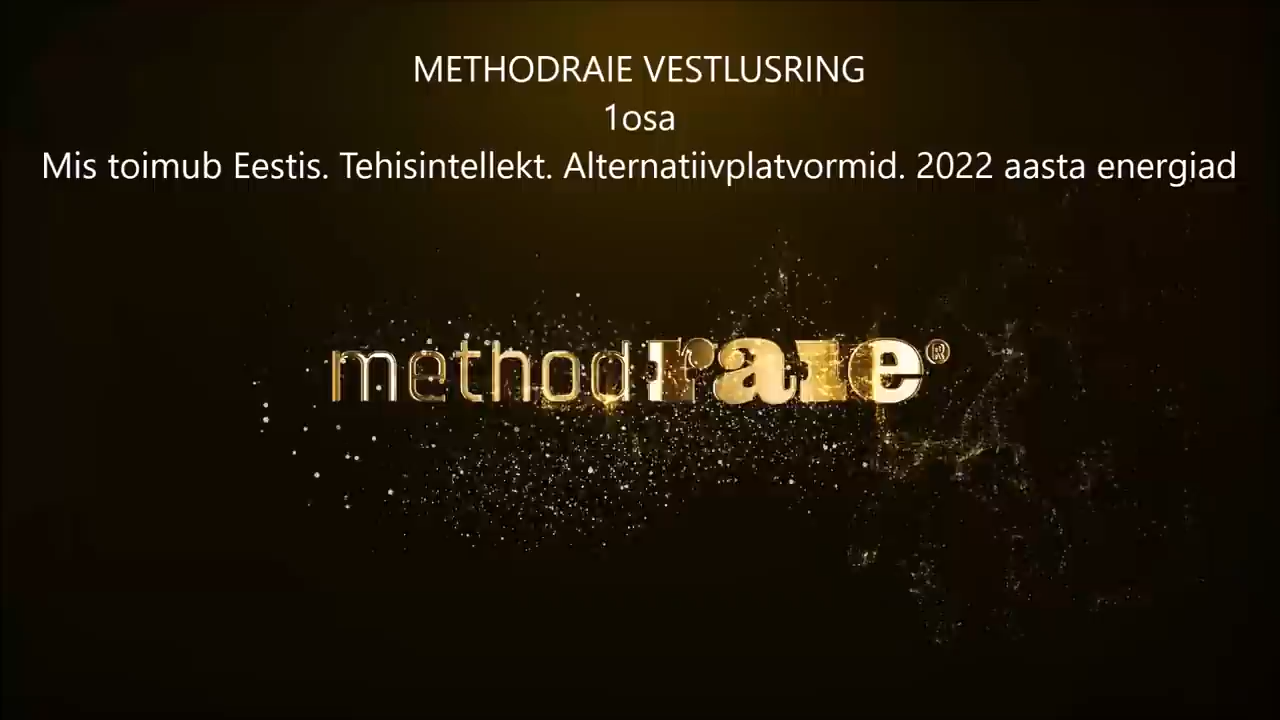 METHODRAIE VESTLUSRING
1osa
Mis toimub Eestis. Tehisintellekt. Alternatiivplatvormid. 2022 aasta energiad
methodraie®